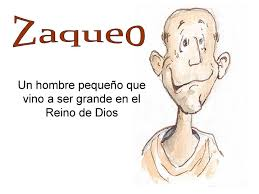 Zaqueo
Un hombre pequeño que
vino a ser grande en el
Reino de Dios